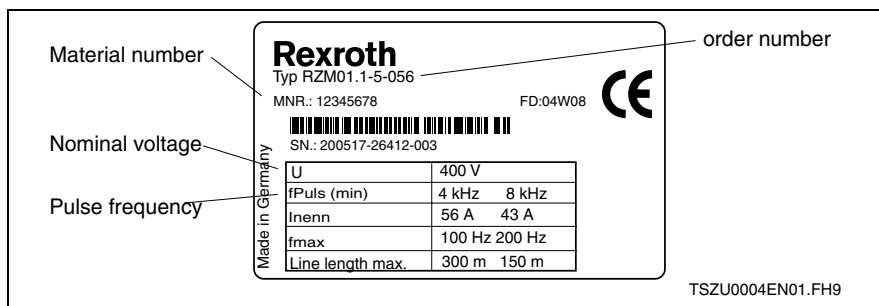 Material number
order number
Rexroth
Typ RZM01.1-5-056
MNR.: 12345678 FD:04W08
CE
SN.: 200517-26412-003
Nominal voltage
Pulse frequency
Made in Germany
U 400 V
fPuls (min) 4 kHz 8 kHz
Inenn 56 A 43 A
fmax 100 Hz 200 Hz
Line length max. 300 m 150 m
TSZU0004EN01.FH9